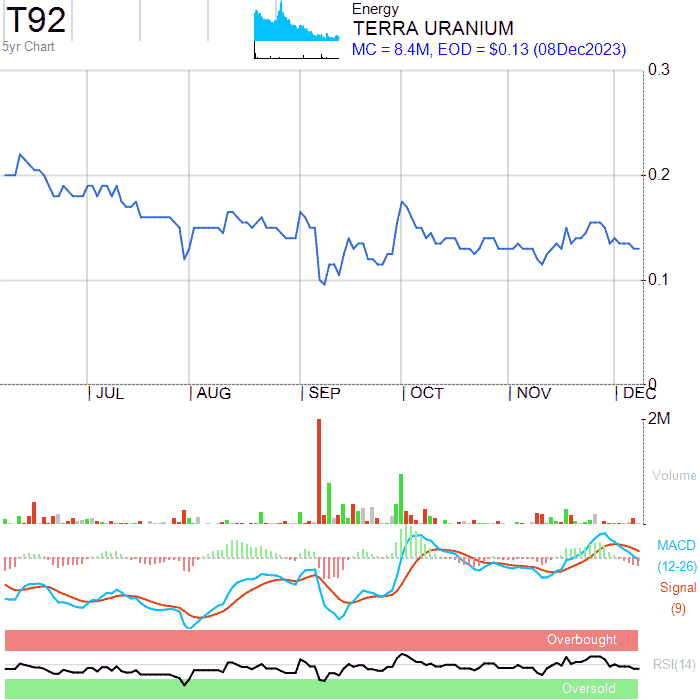 T92
5yr Chart
Energy
TERRA URANIUM
MC = 8.4M, EOD = $0.13 (08Dec2023)
0.3
0.2
0.1
0
JUL AUG SEP OCT NOV DEC
2M
Volume
MACD
(12-26)
Signal
(9)
Overbought
RSI(14)
Oversold